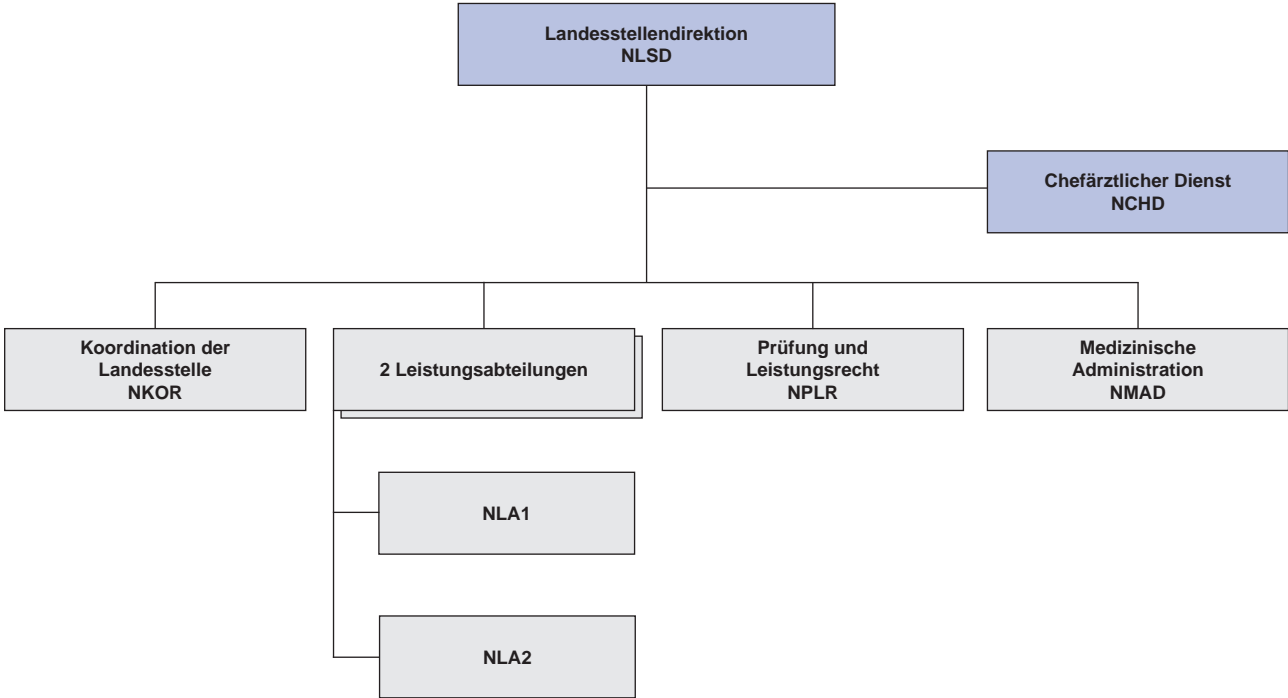 Landesstellendirektion
NLSD
Chefärztlicher Dienst
NCHD
Koordination der
Landesstelle
NKOR
2 Leistungsabteilungen
Prüfung und
Leistungsrecht
NPLR
Medizinische
Administration
NMAD
NLA1
NLA2